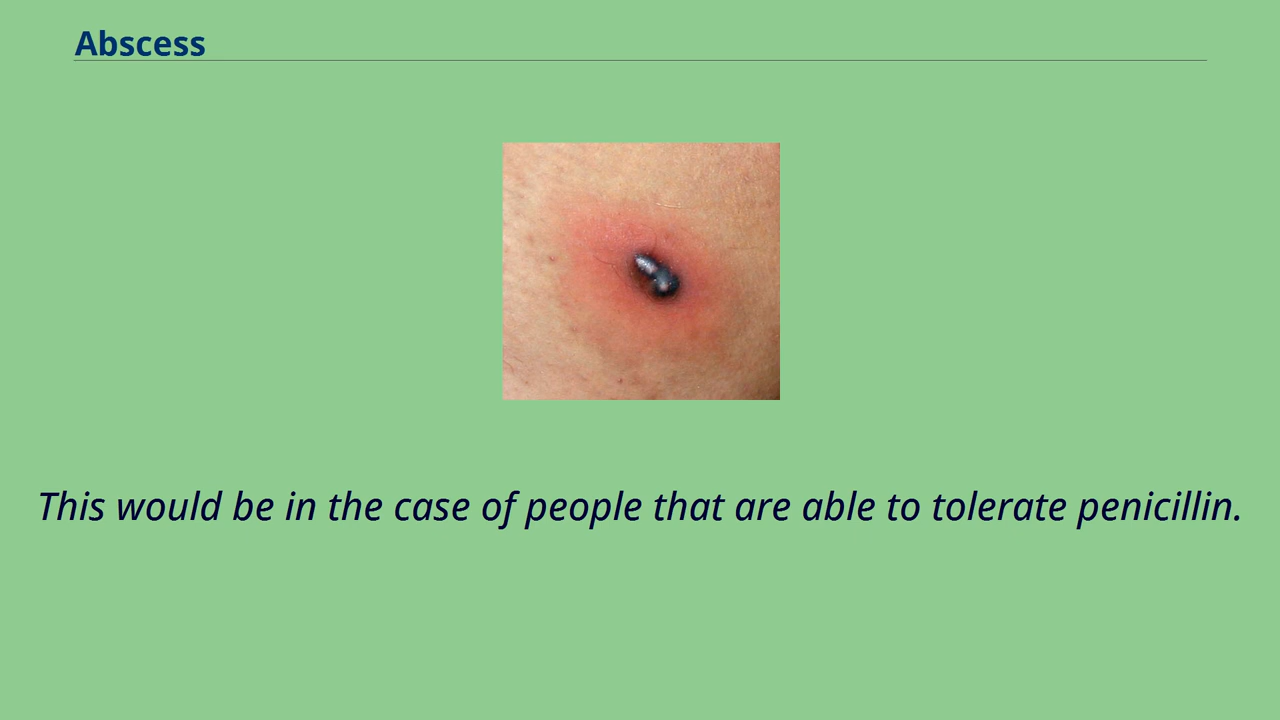 Abscess
This would be in the case of people that are able to tolerate penicillin.